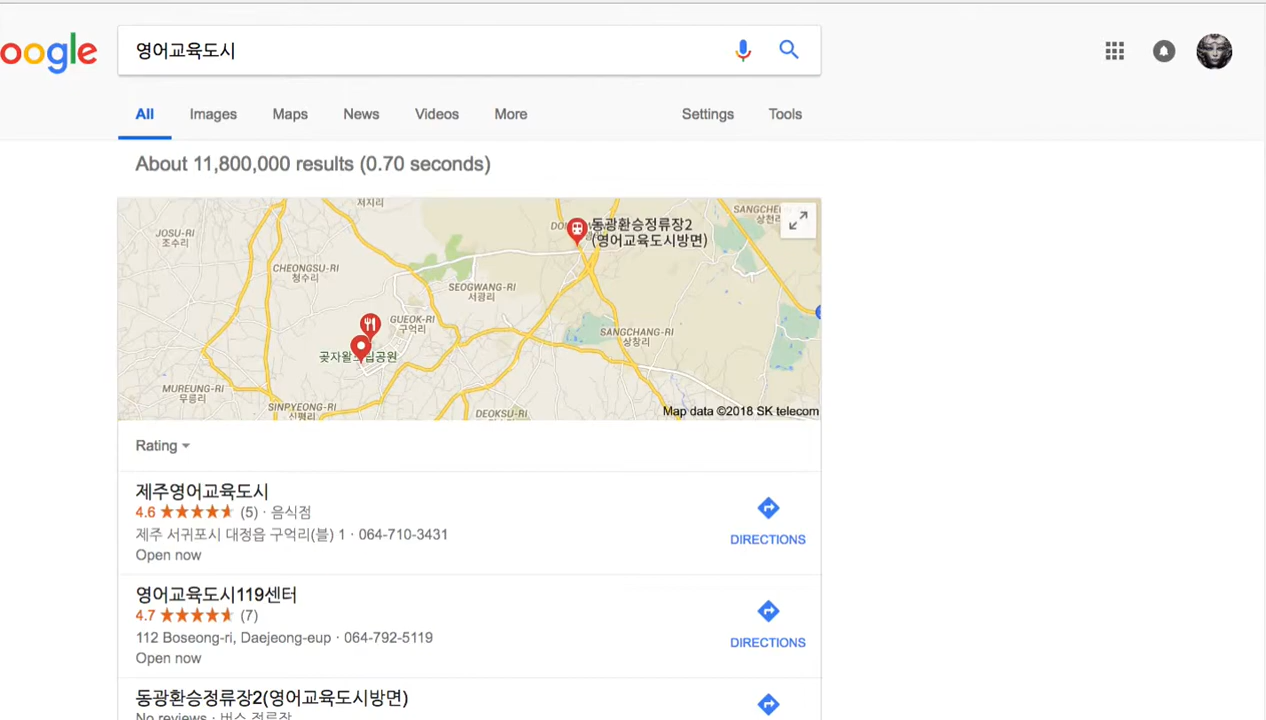 oogle
영어교육도시
All Images Maps News Videos More Settings Tools
About 11,800,000 results (0.70 seconds)
저지리
JOSU-RI
조수리
동광환승정류장2
(영어교육도시방면)
CHEONGSU-RI
청수리
SEOGWANG-RI
서광리
GUEOK-RI
구억리
SANGCHANG-RI
상창리
MUREUNG-RI
무릉리
SINPYEONG-RI
신평리
DEOKSU-RI
Map data ©2018 SK telecom
Rating
제주영어교육도시
4.6 (5) · 음식점
제주 서귀포시 대정읍 구억리(블) 1 · 064-710-3431
Open now
DIRECTIONS
영어교육도시119센터
4.7 (7)
112 Boseong-ri, Daejeong-eup · 064-792-5119
Open now
DIRECTIONS
동광환승정류장2(영어교육도시방면)
No reviews · 버스 정류장